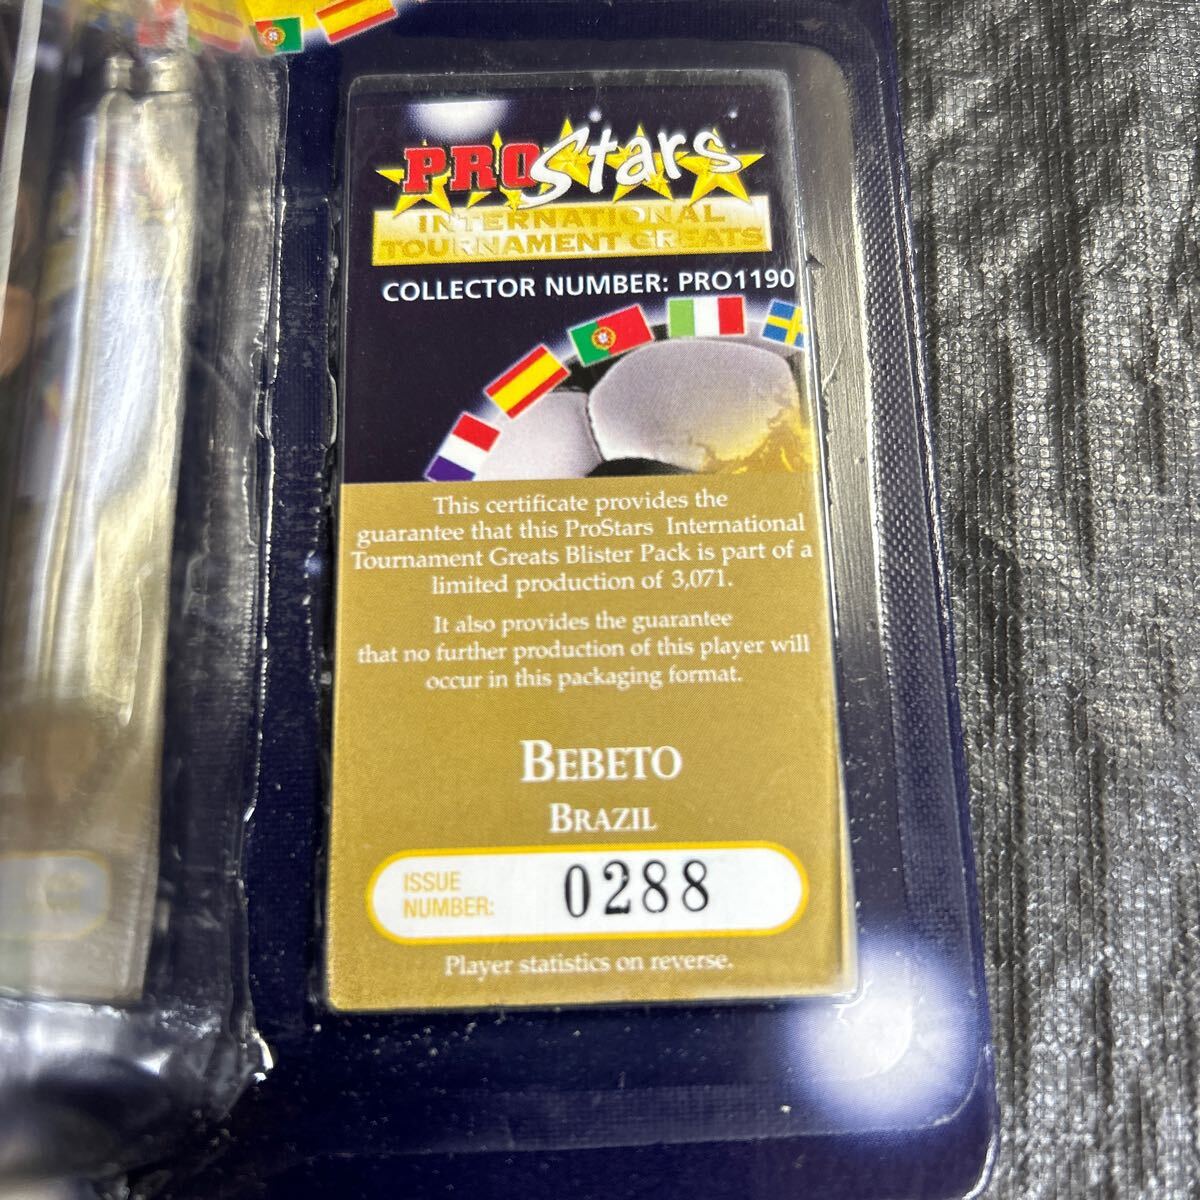 PROStars
INTERNATIONAL
TOURNAMENT GREATS
COLLECTOR NUMBER: PRO1190
This certificate provides the
guarantee that this ProStars International
Tournament Greats Blister Pack is part of a
limited production of 3,071.
It also provides the guarantee
that no further production of this player will
occur in this packaging format.
BEBETO
BRAZIL
ISSUE
NUMBER:
0288
Player statistics on reverse.